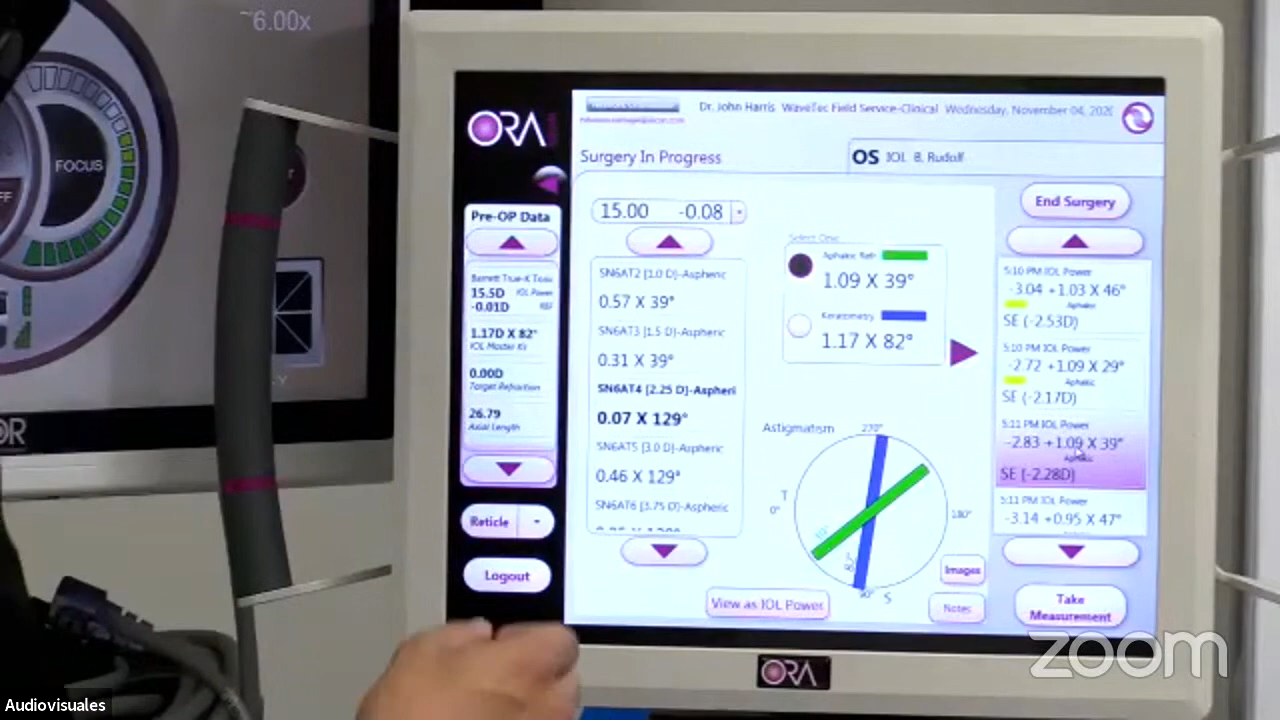 ~6.00x
FOCUS
ORA
Dr. John Harris WaveTec Field Service-Clinical Wednesday, November 04, 202
Surgery In Progress
OS IOL B, Rudolf
Pre-OP Data
Barrett True-K
15.5D IOL Power
-0.01D REF
1.17D X 82°
IOL Master Ks
0.00D
Target Refraction
26.79
Axial Length
Reticle
Logout
15.00 -0.08
SN6AT2 [1.0 D]-Aspheric
0.57 X 39°
SN6AT3 [1.5 D]-Aspheric
0.31 X 39°
SN6AT4 [2.25 D]-Aspheri
0.07 X 129°
SN6AT5 [3.0 D]-Aspheric
0.46 X 129°
SN6AT6 [3.75 D]-Aspheric
Select One:
Aphakic Refr
1.09 X 39°
Keratometry
1.17 X 82°
Astigmatism
270°
T
0°
180°
90°
S
View as IOL Power
Images
Notes
End Surgery
5:10 PM IOL Power
-3.04 +1.03 X 46°
Aphakic
SE (-2.53D)
5:10 PM IOL Power
-2.72 +1.09 X 29°
Aphakic
SE (-2.17D)
5:11 PM IOL Power
-2.83 +1.09 X 39°
Aphakic
SE (-2.28D)
5:11 PM IOL Power
-3.14 +0.95 X 47°
Take
Measurement
ORA
zoom
Audiovisuales